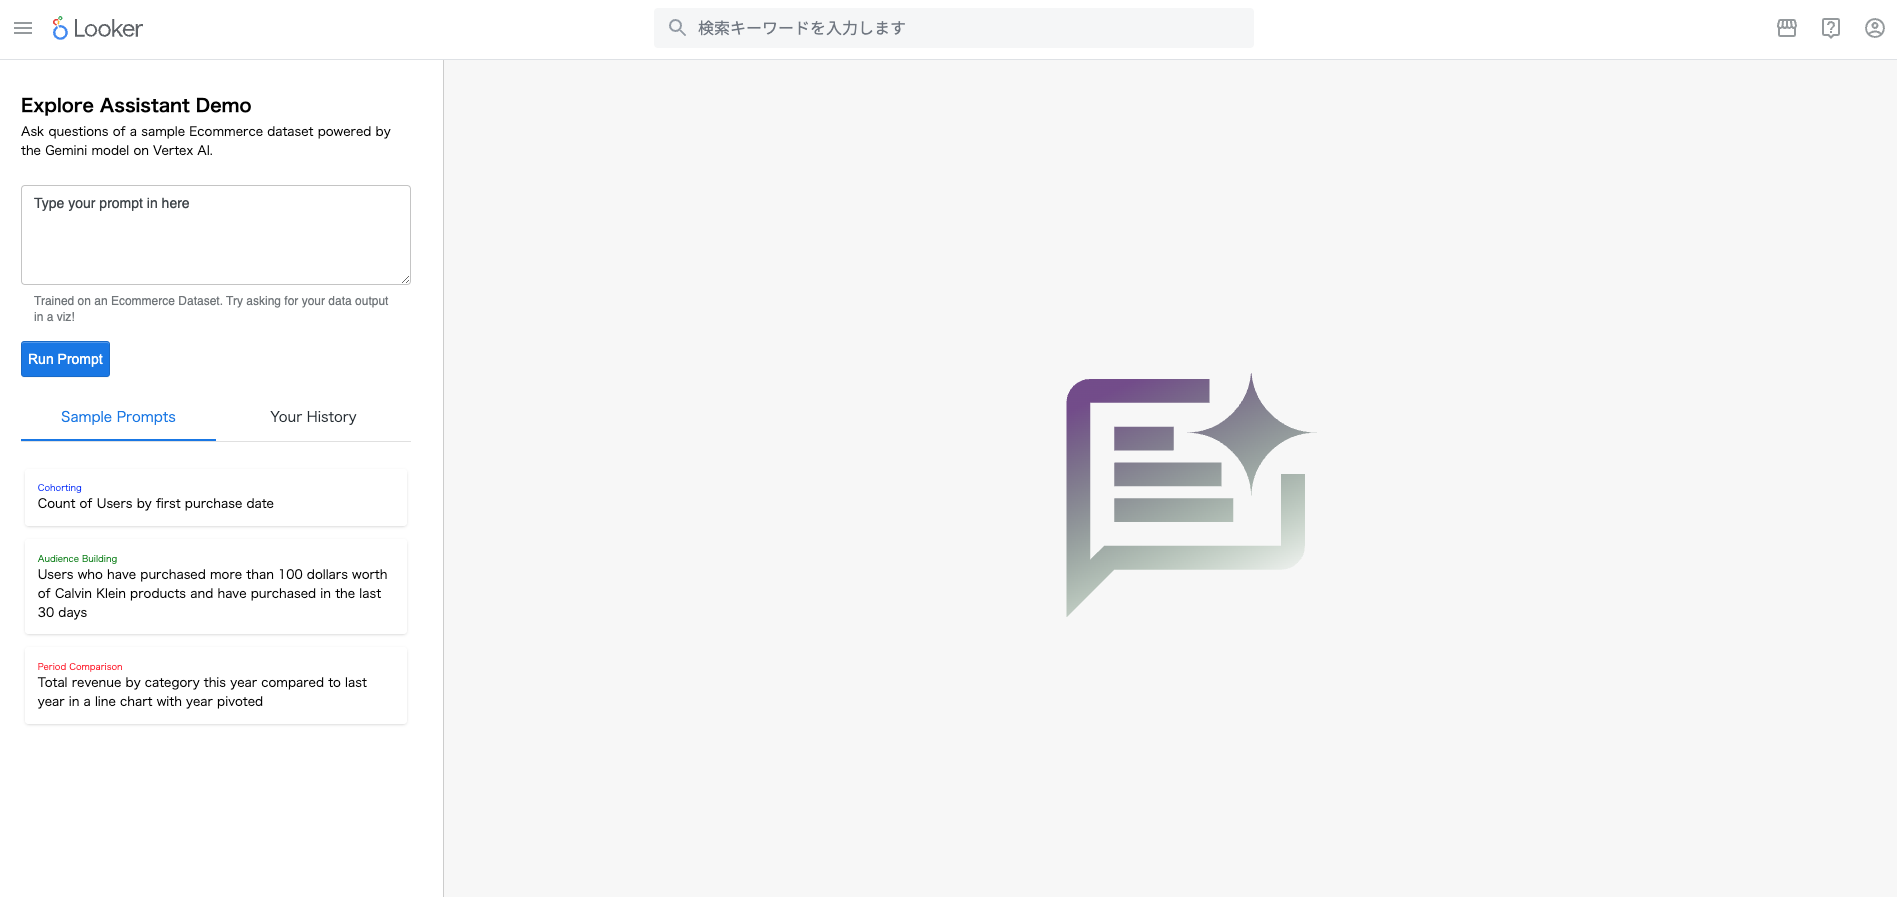 Looker
検索キーワードを入力します
Explore Assistant Demo
Ask questions of a sample Ecommerce dataset powered by
the Gemini model on Vertex AI.
Type your prompt in here
Trained on an Ecommerce Dataset. Try asking for your data output
in a viz!
Run Prompt
Sample Prompts
Your History
Cohorting
Count of Users by first purchase date
Audience Building
Users who have purchased more than 100 dollars worth
of Calvin Klein products and have purchased in the last
30 days
Period Comparison
Total revenue by category this year compared to last
year in a line chart with year pivoted